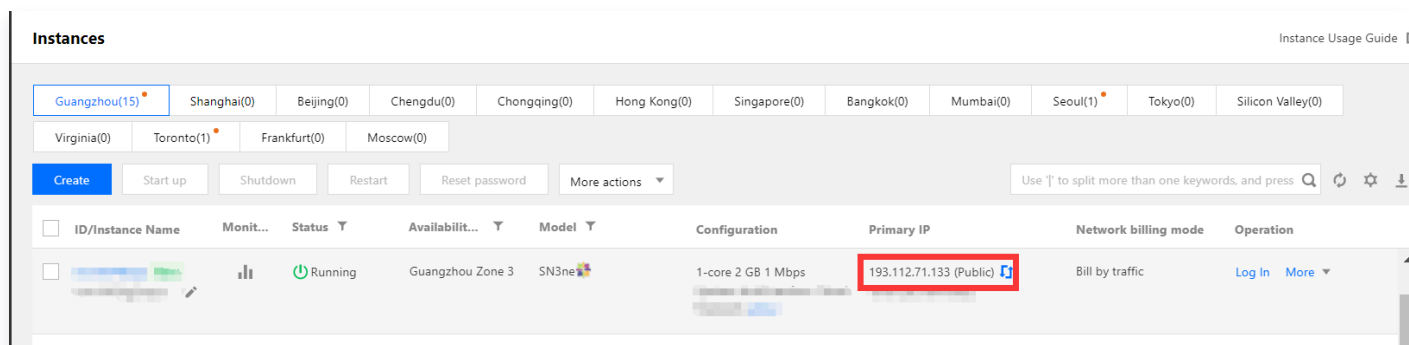 Instances
Instance Usage Guide
Guangzhou(15) Shanghai(0) Beijing(0) Chengdu(0) Chongqing(0) Hong Kong(0) Singapore(0) Bangkok(0) Mumbai(0) Seoul(1) Tokyo(0) Silicon Valley(0)
Virginia(0) Toronto(1) Frankfurt(0) Moscow(0)
Create Start up Shutdown Restart Reset password More actions Use '|' to split more than one keywords, and press
ID/Instance Name Monit... Status Availabilit... Model Configuration Primary IP Network billing mode Operation
Running Guangzhou Zone 3 SN3ne 1-core 2 GB 1 Mbps 193.112.71.133 (Public) Bill by traffic Log In More